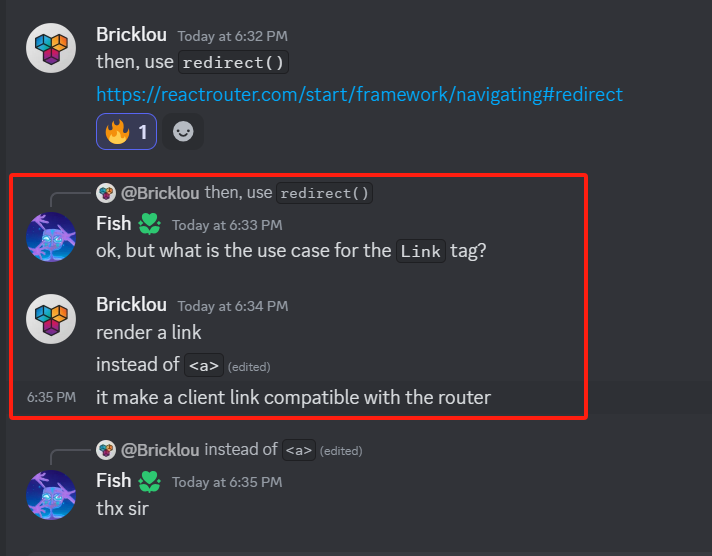 Bricklou Today at 6:32 PM
then, use redirect()
https://reactrouter.com/start/framework/navigating#redirect
1
@Bricklou then, use redirect()
Fish Today at 6:33 PM
ok, but what is the use case for the Link tag?
Bricklou Today at 6:34 PM
render a link
instead of <a> (edited)
6:35 PM it make a client link compatible with the router
@Bricklou instead of <a> (edited)
Fish Today at 6:35 PM
thx sir